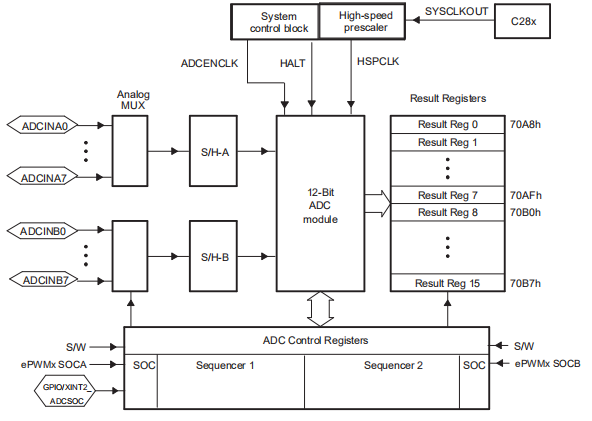 System
control block
High-speed
prescaler
SYSCLKOUT
C28x
ADCENCLK
HALT
HSPCLK
Analog
MUX
Result Registers
ADCINA0
ADCINA7
S/H-A
12-Bit
ADC
module
Result Reg 0
70A8h
Result Reg 1
Result Reg 7
70AFh
Result Reg 8
70B0h
ADCINB0
ADCINB7
S/H-B
Result Reg 15
70B7h
ADC Control Registers
S/W
S/W
ePWMx SOCA
ePWMx SOCB
SOC
Sequencer 1
Sequencer 2
SOC
GPIO/XINT2_
ADCSOC